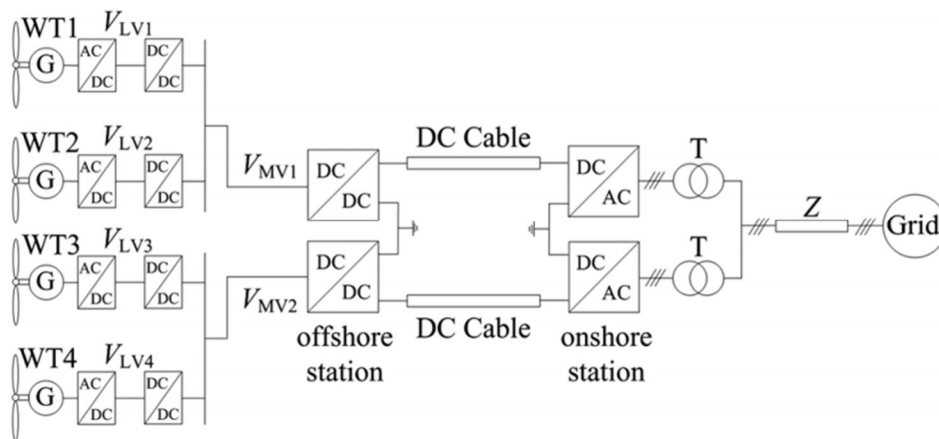 WT1
V_LV1
G
AC
DC
DC
DC
WT2
V_LV2
G
AC
DC
DC
DC
V_MV1
DC
DC
DC Cable
DC
AC
T
Z
Grid
WT3
V_LV3
G
AC
DC
DC
DC
V_MV2
DC
DC
DC Cable
DC
AC
T
offshore
station
onshore
station
WT4
V_LV4
G
AC
DC
DC
DC